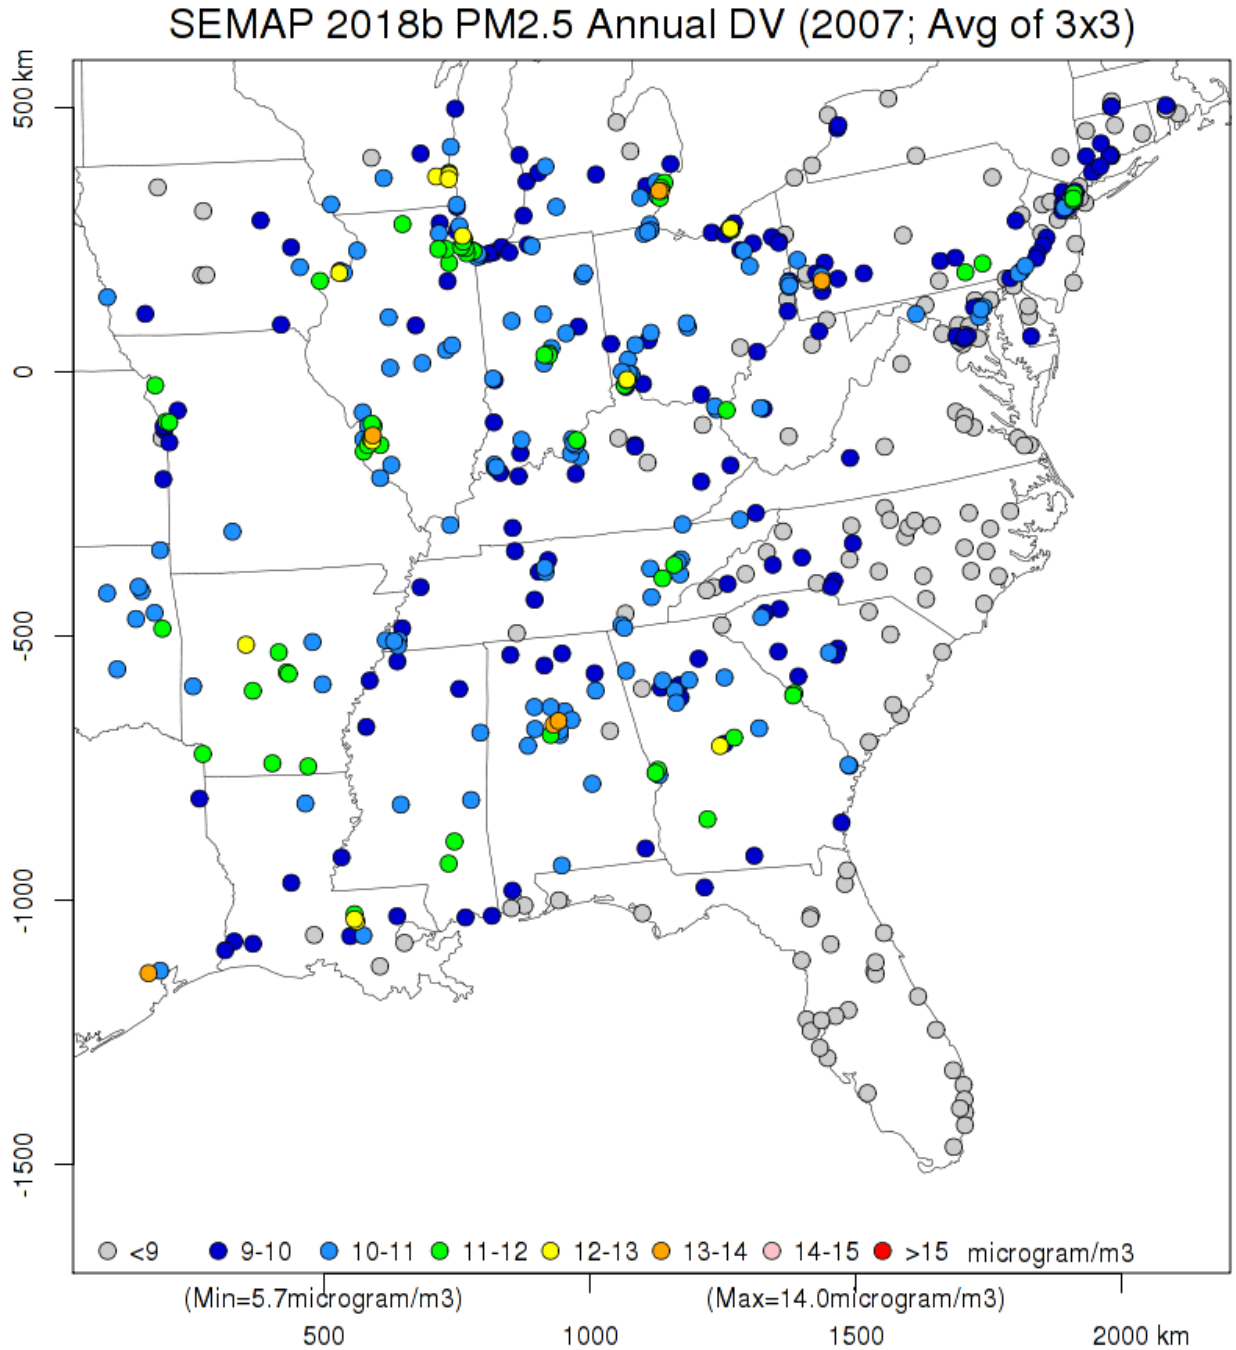 SEMAP 2018b PM2.5 Annual DV (2007; Avg of 3x3)
500 km
0
-500
-1000
-1500
<9 9-10 10-11 11-12 12-13 13-14 14-15 >15 microgram/m3
(Min=5.7microgram/m3) (Max=14.0microgram/m3)
500 1000 1500 2000 km